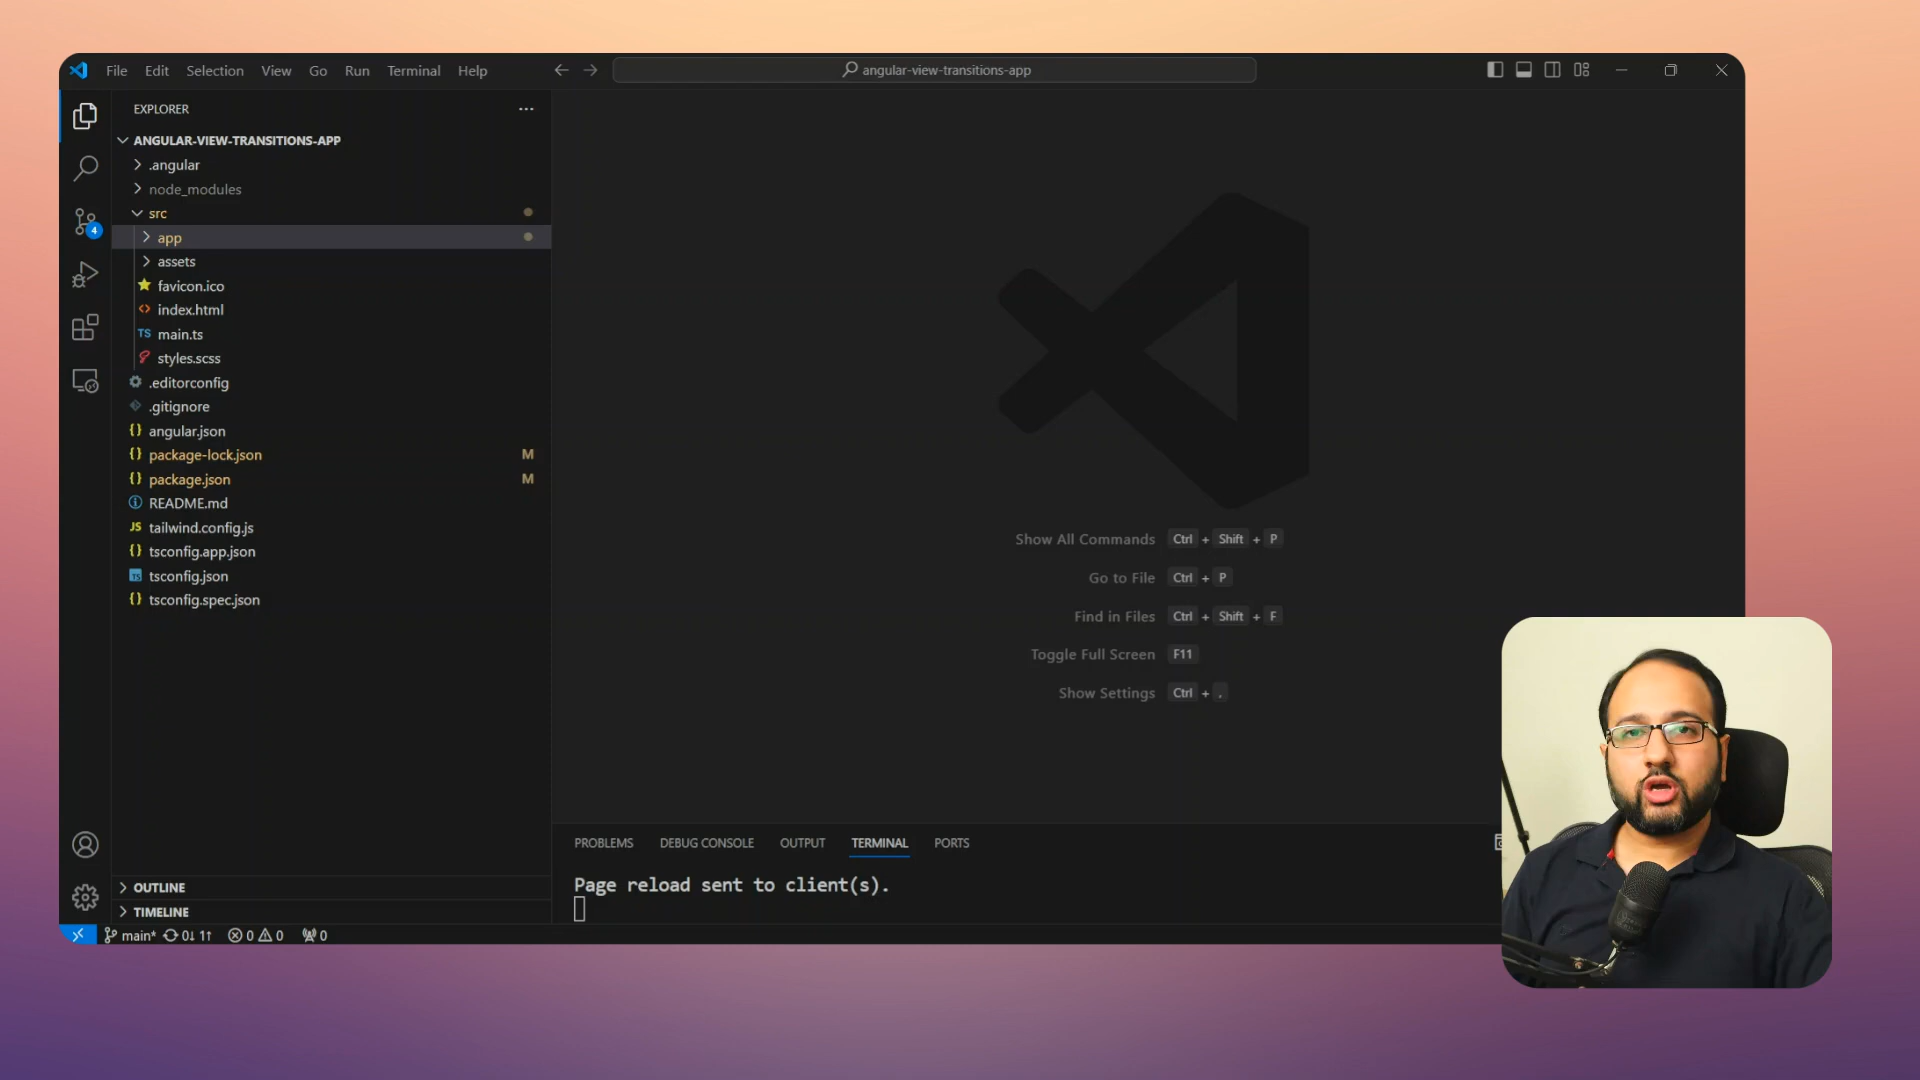 File Edit Selection View Go Run Terminal Help
angular-view-transitions-app
EXPLORER
ANGULAR-VIEW-TRANSITIONS-APP
.angular
node_modules
src
app
assets
favicon.ico
index.html
TS main.ts
styles.scss
.editorconfig
.gitignore
{} angular.json
{} package-lock.json M
{} package.json M
README.md
JS tailwind.config.js
{} tsconfig.app.json
TS tsconfig.json
{} tsconfig.spec.json
4
Show All Commands Ctrl + Shift + P
Go to File Ctrl + P
Find in Files Ctrl + Shift + F
Toggle Full Screen F11
Show Settings Ctrl + ,
PROBLEMS DEBUG CONSOLE OUTPUT TERMINAL PORTS
Page reload sent to client(s).
OUTLINE
TIMELINE
main* 0↓ 1↑ 0 0 0